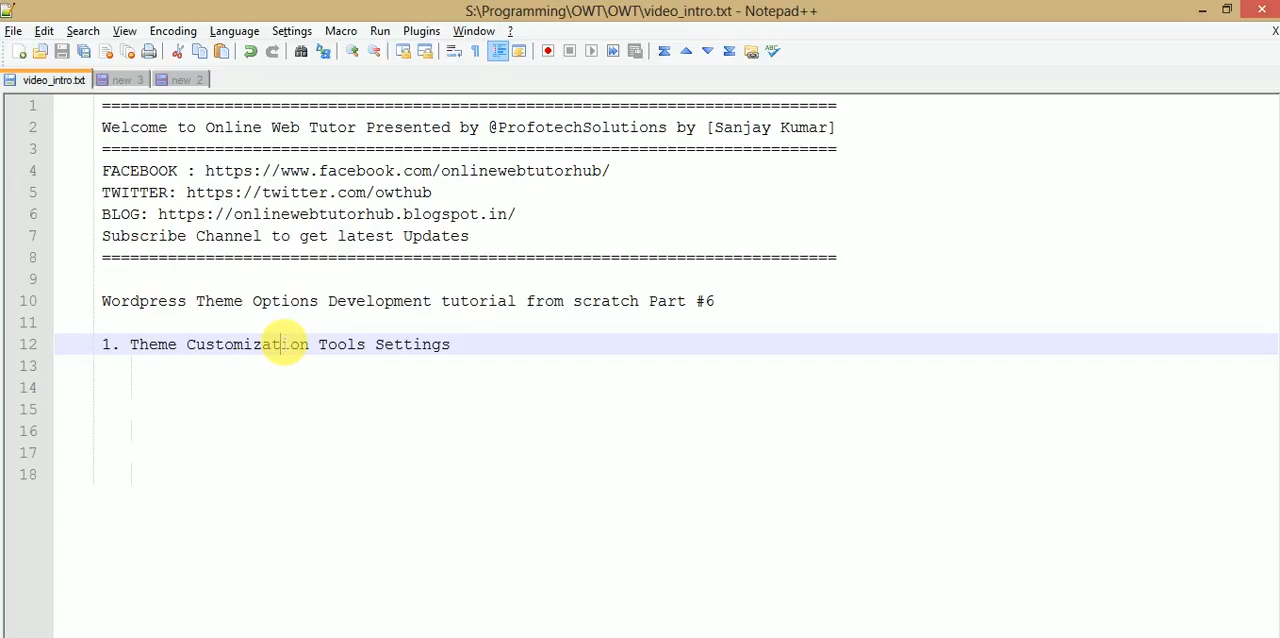 S:\Programming\OWT\OWT\video_intro.txt - Notepad++
File Edit Search View Encoding Language Settings Macro Run Plugins Window ? X
video_intro.txt new 3 new 2
1 ==============================================================================
2 Welcome to Online Web Tutor Presented by @ProfotechSolutions by [Sanjay Kumar]
3 ==============================================================================
4 FACEBOOK : https://www.facebook.com/onlinewebtutorhub/
5 TWITTER: https://twitter.com/owthub
6 BLOG: https://onlinewebtutorhub.blogspot.in/
7 Subscribe Channel to get latest Updates
8 ==============================================================================
9
10 Wordpress Theme Options Development tutorial from scratch Part #6
11
12 1. Theme Customization Tools Settings
13
14
15
16
17
18